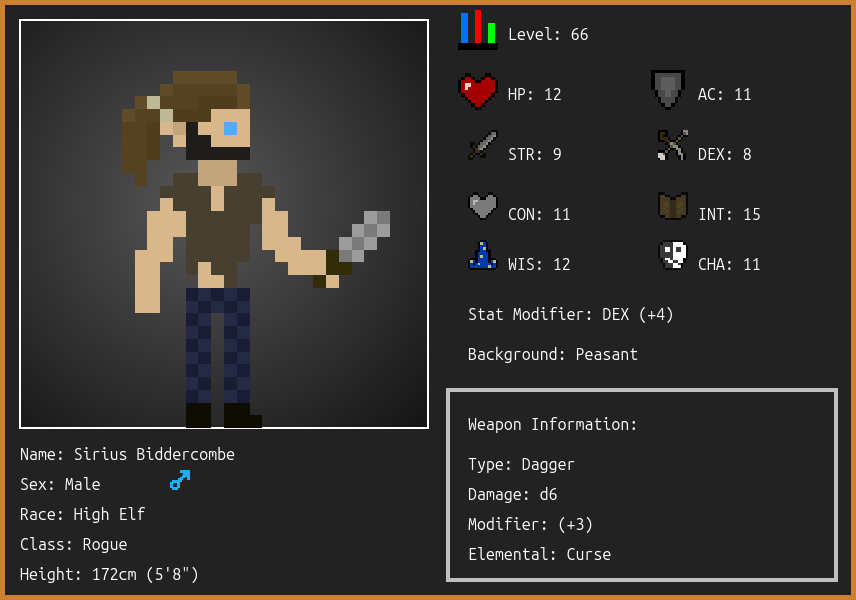 Level: 66
HP: 12 AC: 11
STR: 9 DEX: 8
CON: 11 INT: 15
WIS: 12 CHA: 11
Stat Modifier: DEX (+4)
Background: Peasant
Weapon Information:
Type: Dagger
Damage: d6
Modifier: (+3)
Elemental: Curse
Name: Sirius Biddercombe
Sex: Male
Race: High Elf
Class: Rogue
Height: 172cm (5'8")